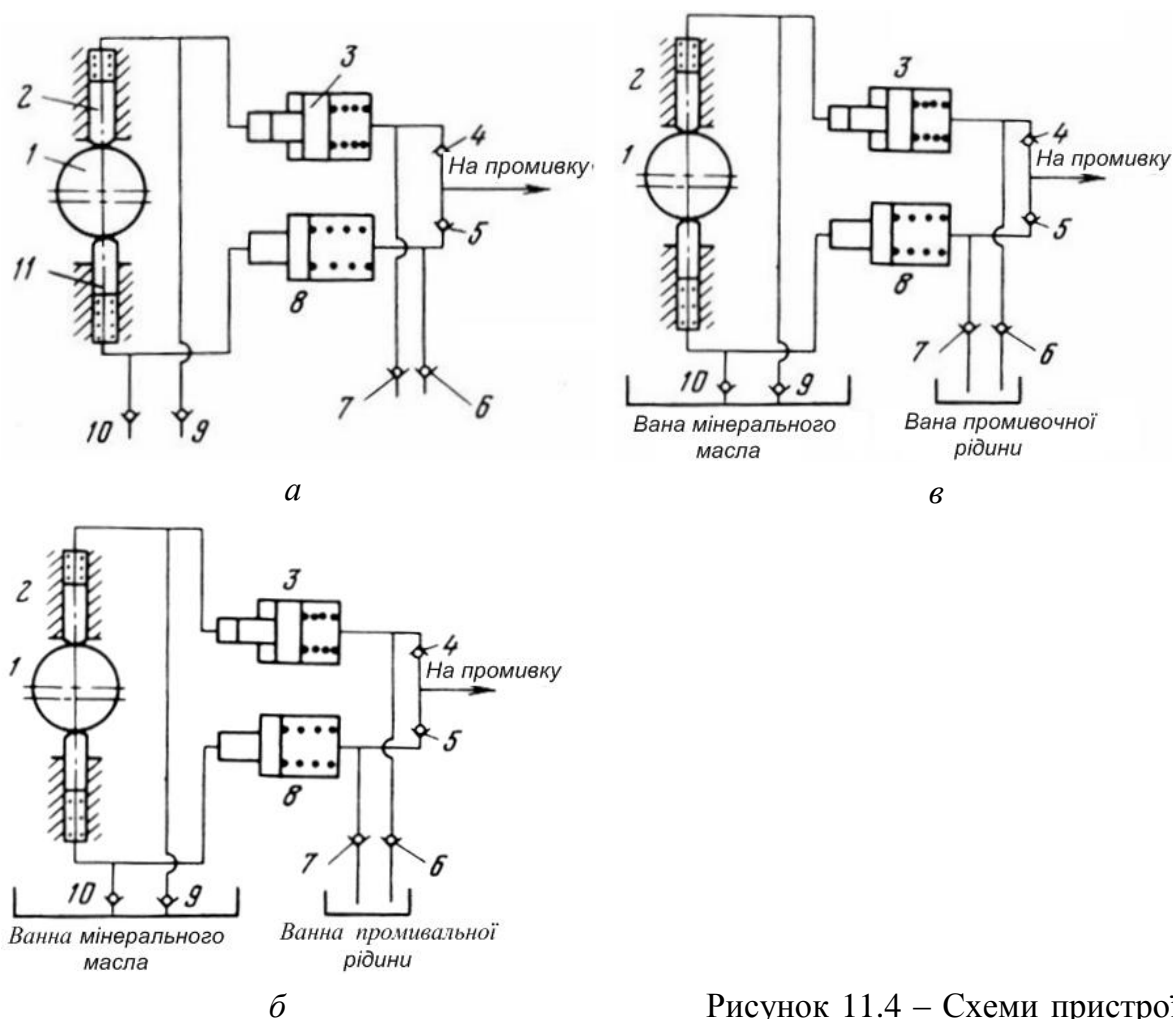 2
3
4
На промивку
1
5
11
8
7
6
10
9
а
2
3
4
На промивку
1
5
8
7
6
10
9
Вана мінерального
масла
Вана промивочної
рідини
в
2
3
4
На промивку
1
5
8
7
6
10
9
Ванна мінерального
масла
Ванна промивальної
рідини
б
Рисунок 11.4 – Схеми пристрої